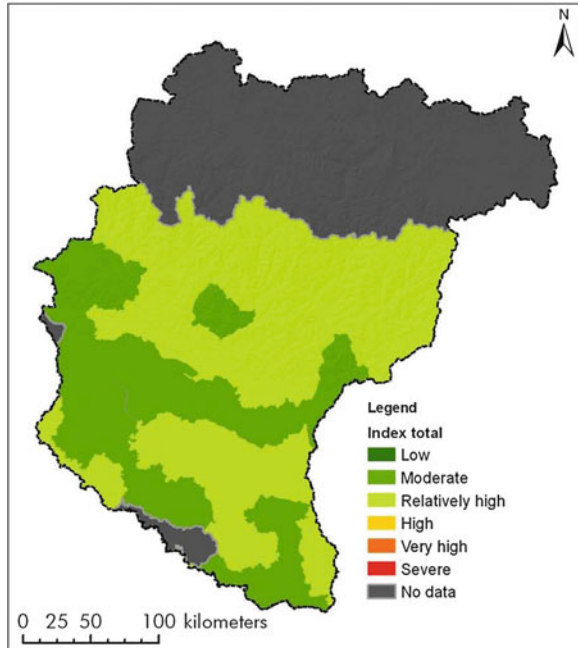 N
Legend
Index total
Low
Moderate
Relatively high
High
Very high
Severe
No data
0 25 50 100 kilometers